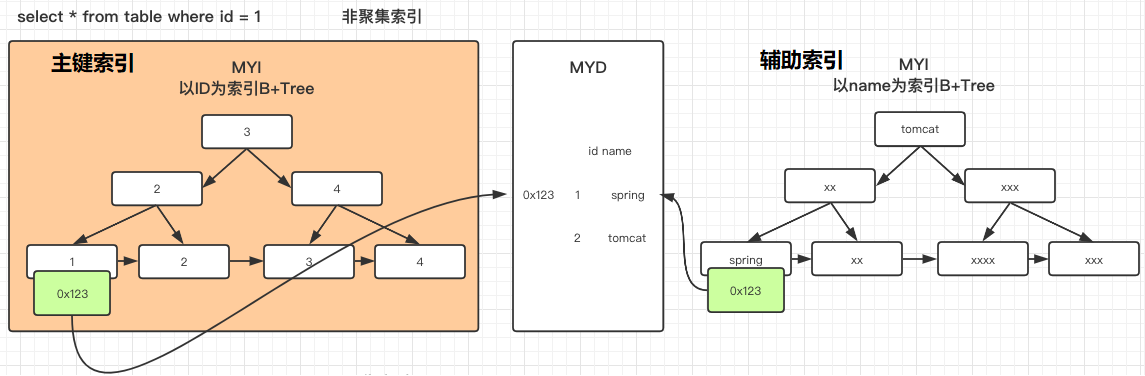 select * from table where id = 1
非聚集索引
主键索引
MYI
以ID为索引B+Tree
3
2
4
1
2
3
4
0x123
MYD
id name
0x123 1 spring
2 tomcat
辅助索引
MYI
以name为索引B+Tree
tomcat
xx
xxx
spring
xx
xxxx
xxx
0x123